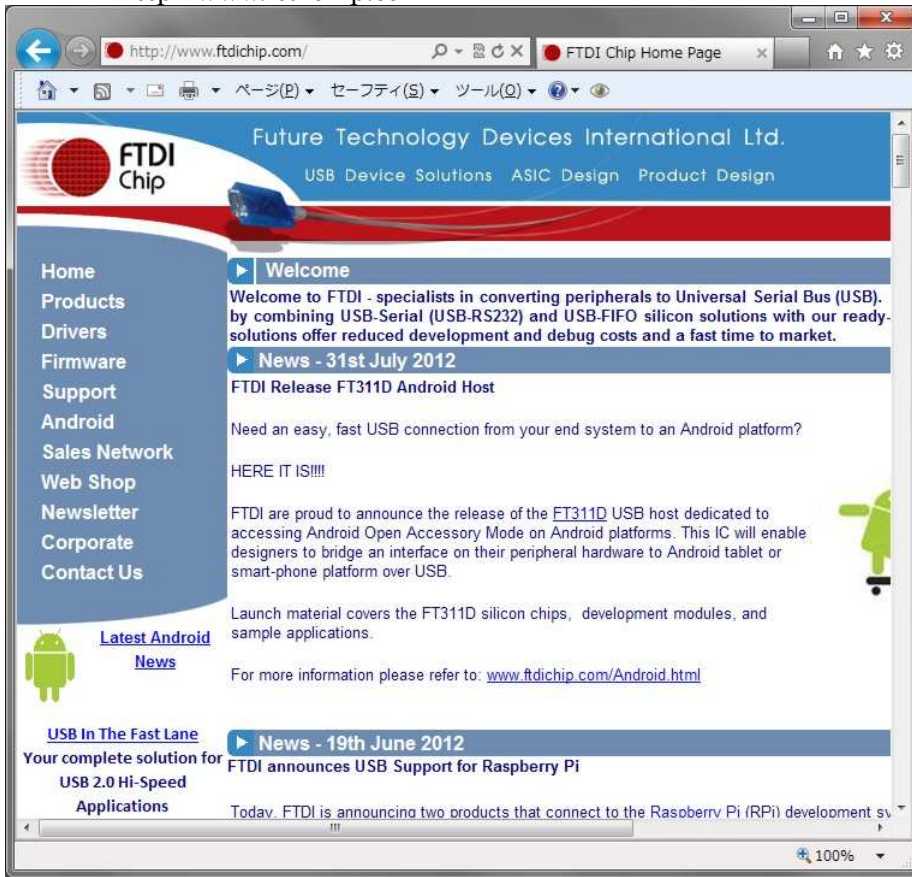 http://www.ftdichip.com/
FTDI Chip Home Page
ページ(P) セーフティ(S) ツール(O)
FTDI
Chip
Future Technology Devices International Ltd.
USB Device Solutions ASIC Design Product Design
Home
Products
Drivers
Firmware
Support
Android
Sales Network
Web Shop
Newsletter
Corporate
Contact Us
Latest Android
News
USB In The Fast Lane
Your complete solution for
USB 2.0 Hi-Speed
Applications
Welcome
Welcome to FTDI - specialists in converting peripherals to Universal Serial Bus (USB).
by combining USB-Serial (USB-RS232) and USB-FIFO silicon solutions with our ready-
solutions offer reduced development and debug costs and a fast time to market.
News - 31st July 2012
FTDI Release FT311D Android Host
Need an easy, fast USB connection from your end system to an Android platform?
HERE IT IS!!!!
FTDI are proud to announce the release of the FT311D USB host dedicated to
accessing Android Open Accessory Mode on Android platforms. This IC will enable
designers to bridge an interface on their peripheral hardware to Android tablet or
smart-phone platform over USB.
Launch material covers the FT311D silicon chips, development modules, and
sample applications.
For more information please refer to: www.ftdichip.com/Android.html
News - 19th June 2012
FTDI announces USB Support for Raspberry Pi
Today, FTDI is announcing two products that connect to the Raspberry Pi (RPi) development
100%